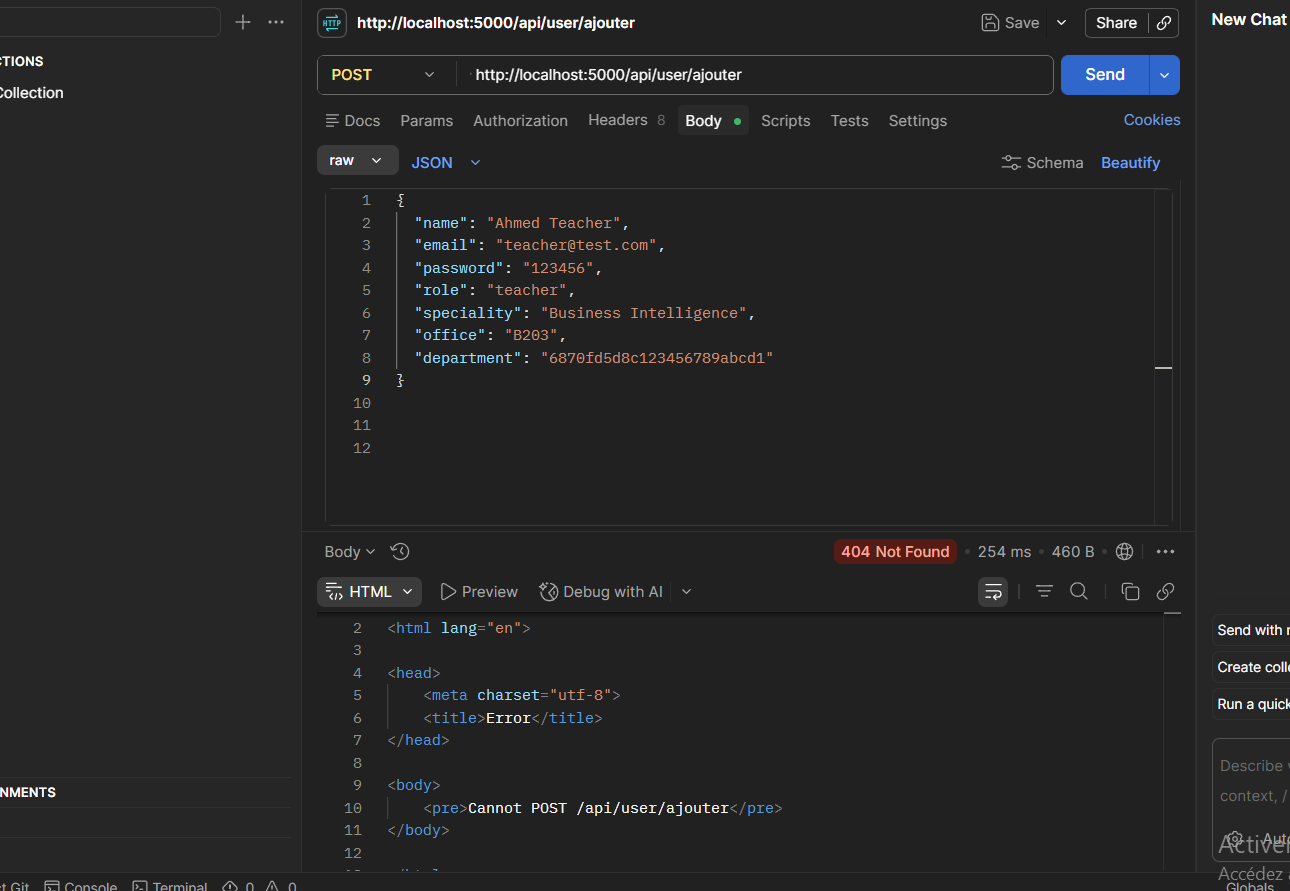 HTTP http://localhost:5000/api/user/ajouter Save Share New Chat
CTIONS
Collection
POST http://localhost:5000/api/user/ajouter Send
Docs Params Authorization Headers 8 Body Scripts Tests Settings Cookies
raw JSON Schema Beautify
1 {
2 "name": "Ahmed Teacher",
3 "email": "teacher@test.com",
4 "password": "123456",
5 "role": "teacher",
6 "speciality": "Business Intelligence",
7 "office": "B203",
8 "department": "6870fd5d8c123456789abcd1"
9 }
10
11
12
Body 404 Not Found 254 ms 460 B
HTML Preview Debug with AI
2 <html lang="en">
3
4 <head>
5 <meta charset="utf-8">
6 <title>Error</title>
7 </head>
8
9 <body>
10 <pre>Cannot POST /api/user/ajouter</pre>
11 </body>
12
Send with
Create colle
Run a quick
NMENTS
Describe
context, /
Auto
Activer
Accédez
Git Console Terminal 0 0 Globals